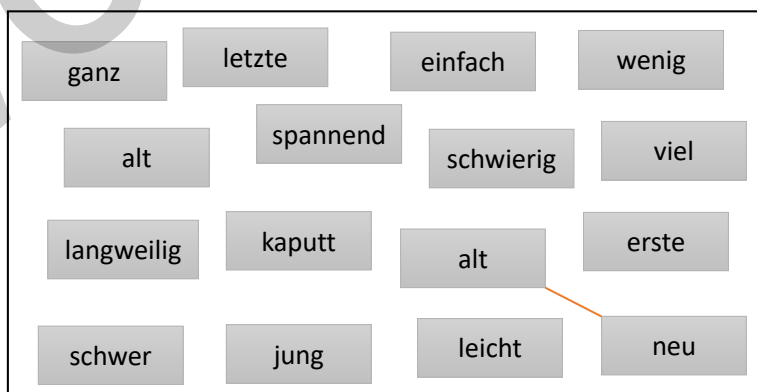 ganz
letzte
einfach
wenig
alt
spannend
schwierig
viel
langweilig
kaputt
alt
erste
schwer
jung
leicht
neu